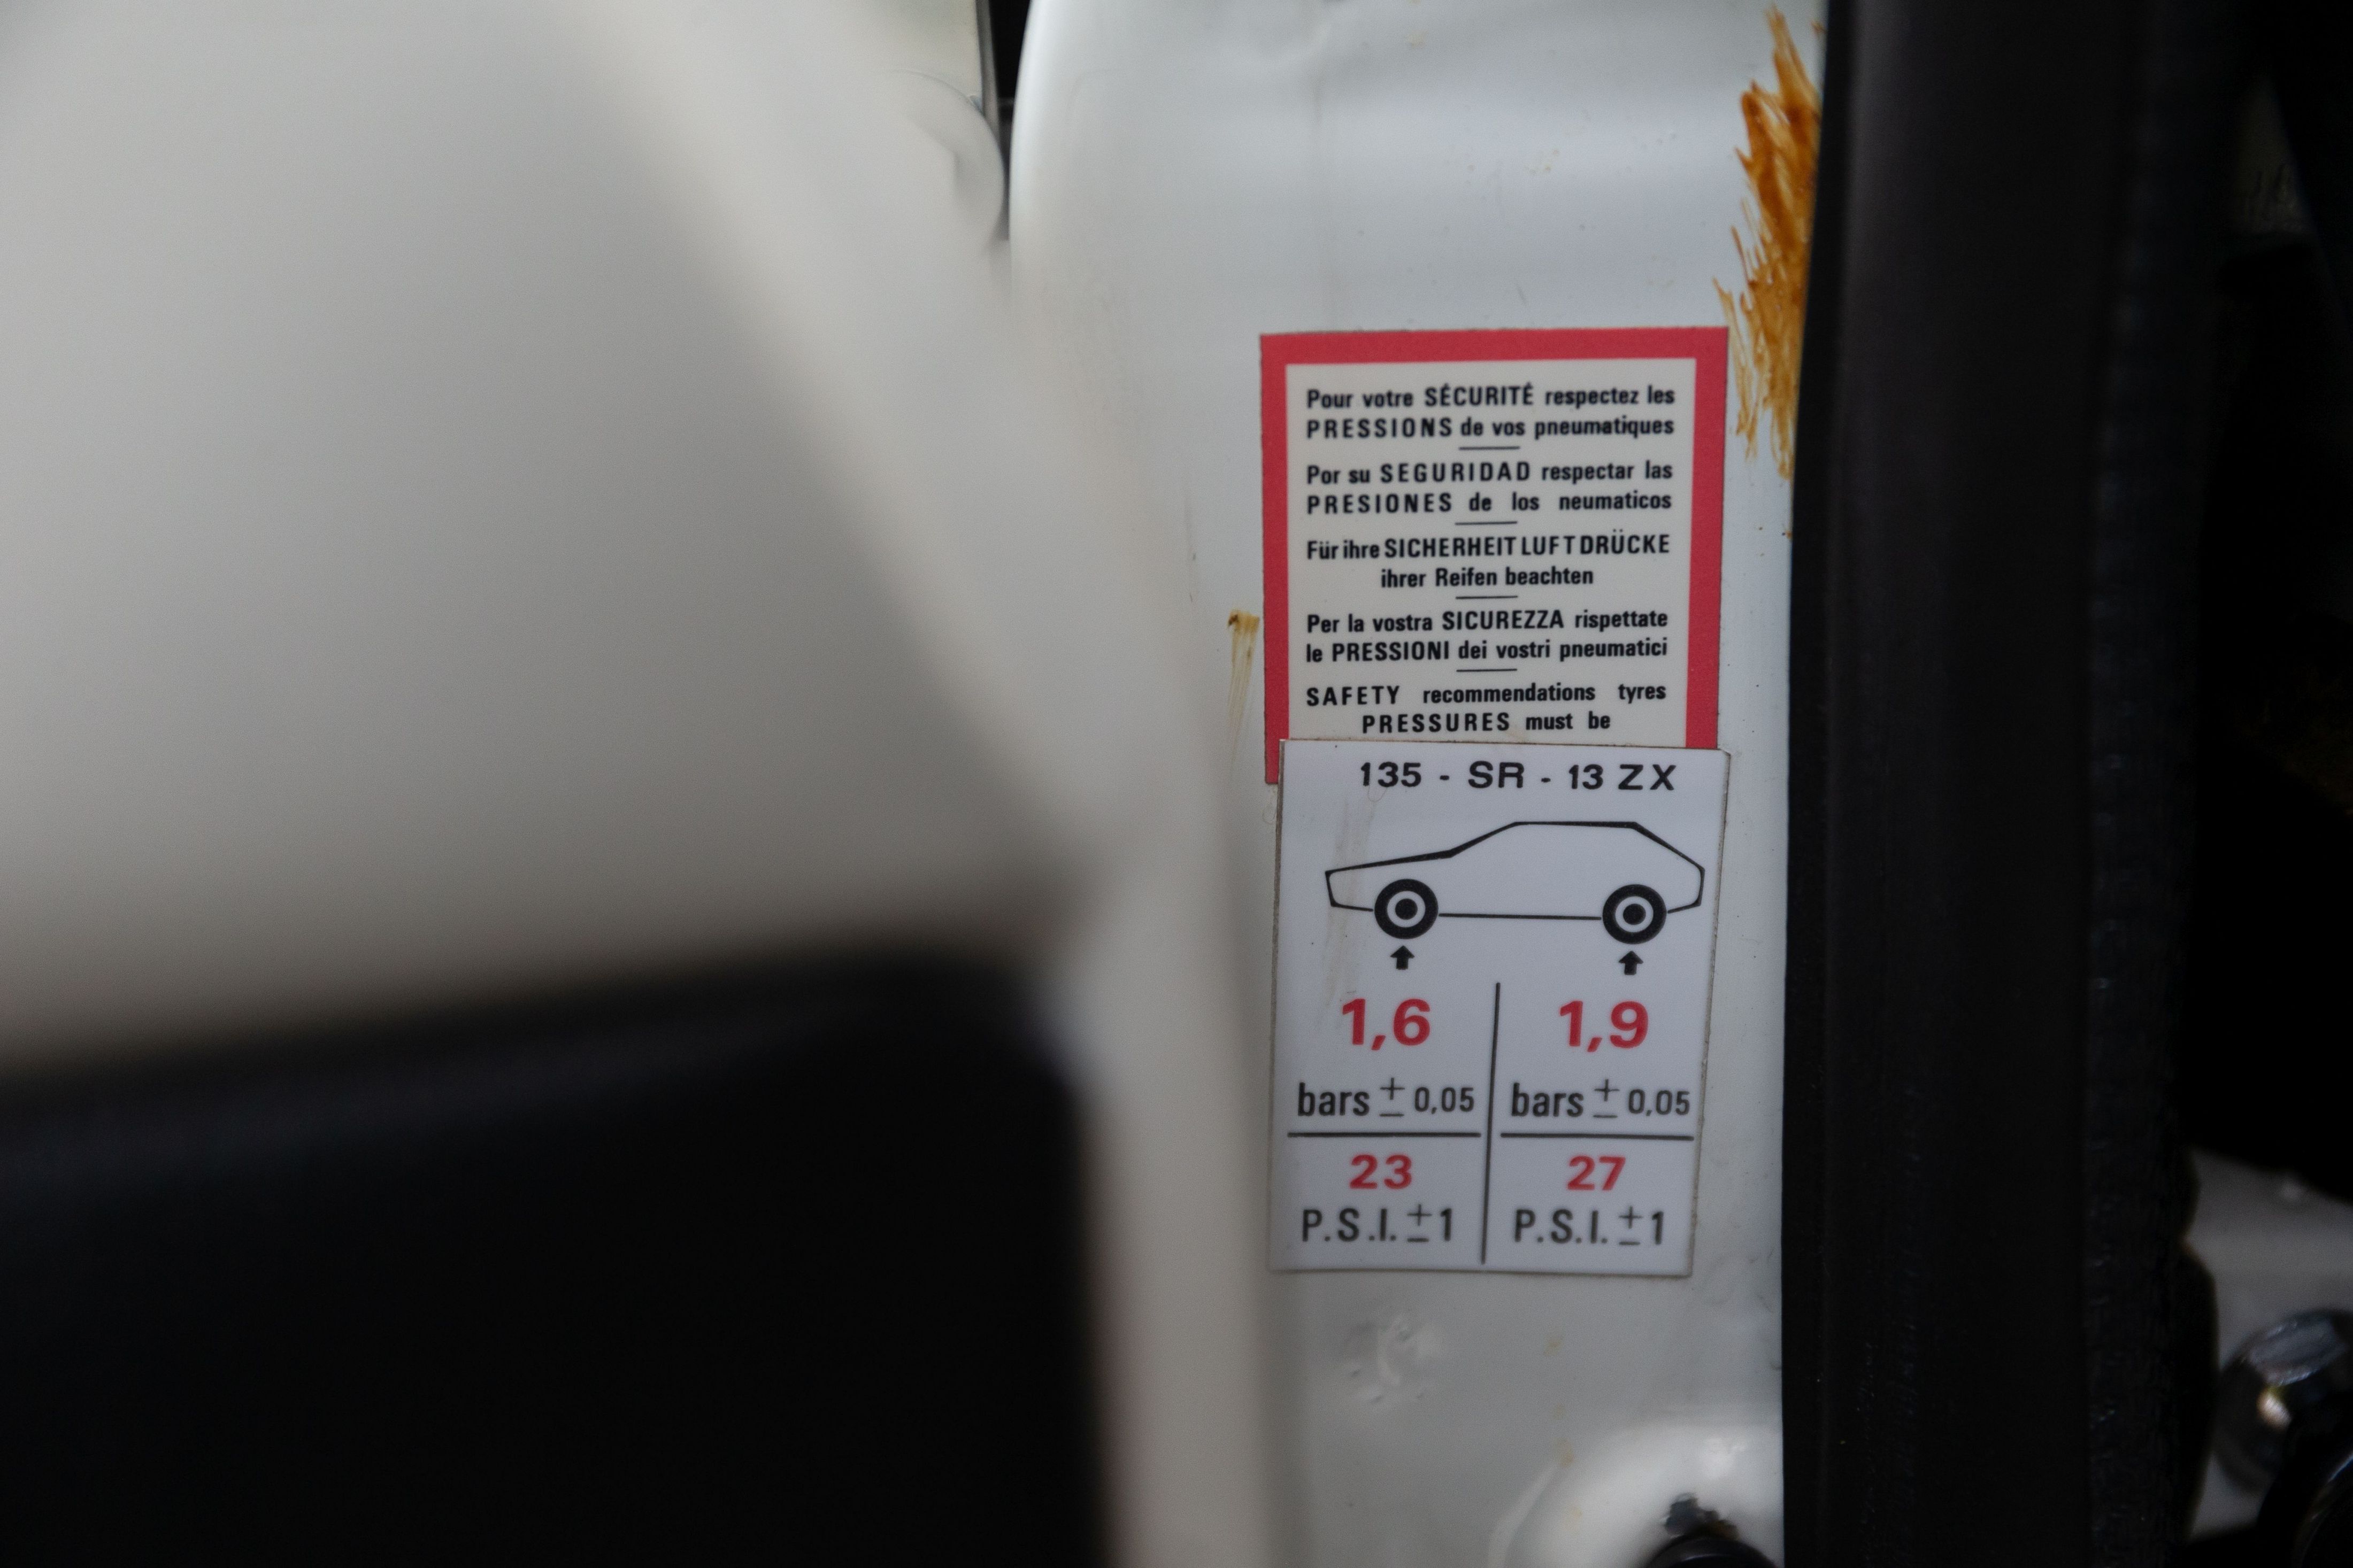 Pour votre SÉCURITÉ respectez les
PRESSIONS de vos pneumatiques
Por su SEGURIDAD respectar las
PRESIONES de los neumaticos
Für ihre SICHERHEIT LUFTDRÜCKE
ihrer Reifen beachten
Per la vostra SICUREZZA rispettate
le PRESSIONI dei vostri pneumatici
SAFETY recommendations tyres
PRESSURES must be
135 - SR - 13 ZX
1,6 1,9
bars ± 0,05 bars ± 0,05
23 27
P.S.I. ±1 P.S.I. ±1